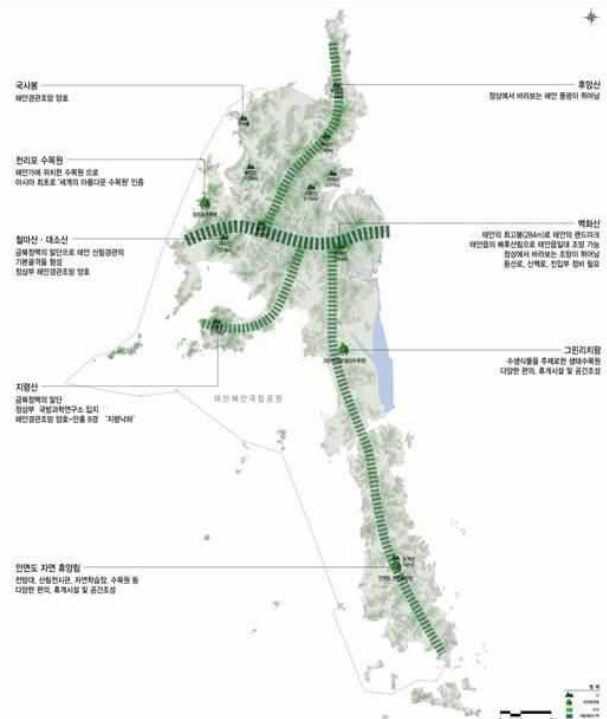 국사봉
해안경관조망 양호
천리포 수목원
해안가에 위치한 수목원 으로
아시아 최초로 '세계의 아름다운 수목원' 인증
철마산 · 대소산
금북정맥의 말단으로 태안 산림경관의
기본골격을 형성
정상부 해안경관조망 양호
지령산
금북정맥의 말단
정상부 국방과학연구소 입지
해안경관조망 양호-안흥 8경 '지령낙하'
안면도 자연 휴양림
전망대, 산림전시관, 자연학습장, 수목원 등
다양한 편의, 휴게시설 및 공간조성
태안해안국립공원
후망산
정상에서 바라보는 해안 풍광이 뛰어남
백화산
태안의 최고봉(284m)로 태안의 랜드마크
태안읍의 배후산림으로 태안읍일대 조망 가능
정상에서 바라보는 조망이 뛰어남
등산로, 산책로, 진입부 정비 필요
그린리치팜
수생식물을 주제로한 생태수목원
다양한 편의, 휴게시설 및 공간조성